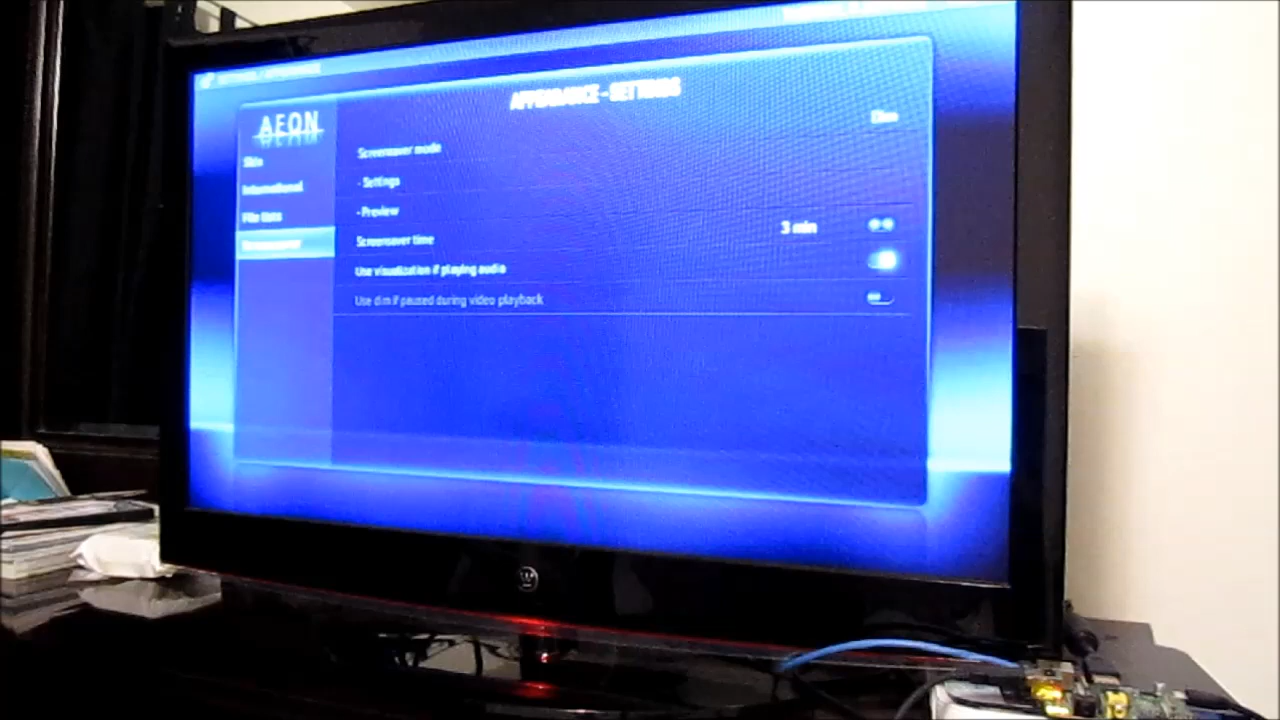 APPEARANCE - SETTINGS
AEON
Skin
International
File lists
Screensaver
Screensaver mode
Dim
- Settings
- Preview
Screensaver time
3 min
Use visualization if playing audio
Use dim if paused during video playback